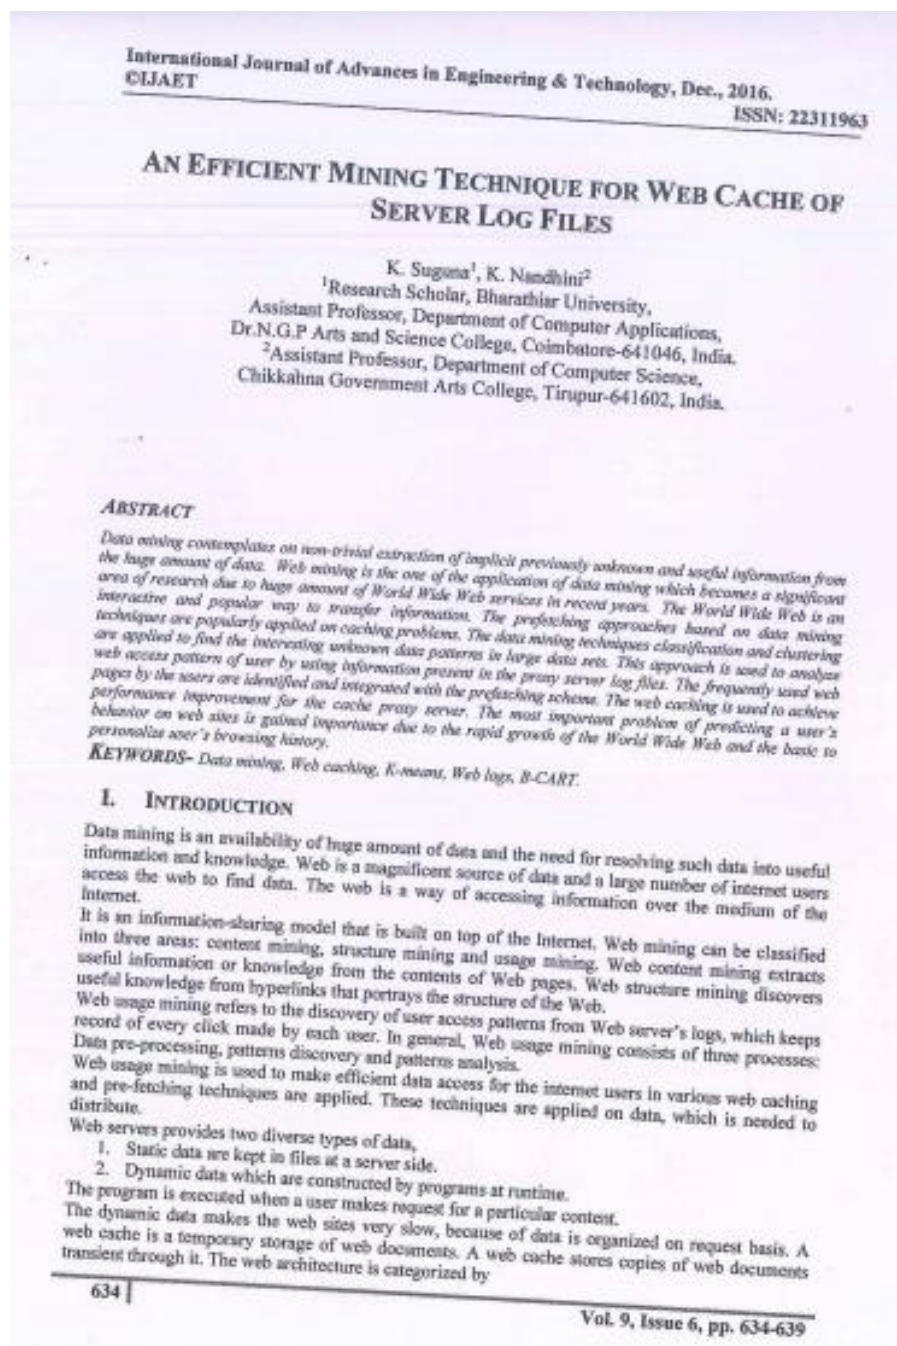 International Journal of Advances in Engineering & Technology, Dec., 2016.
©IJAET
ISSN: 22311963
AN EFFICIENT MINING TECHNIQUE FOR WEB CACHE OF
SERVER LOG FILES
K. Suguna¹, K. Nandhini²
¹Research Scholar, Bharathiar University,
Assistant Professor, Department of Computer Applications,
Dr.N.G.P Arts and Science College, Coimbatore-641046, India.
²Assistant Professor, Department of Computer Science,
Chikkahna Government Arts College, Tirupur-641602, India.
ABSTRACT
Data mining contemplates on non-trivial extraction of implicit previously unknown and useful information from
the huge amount of data. Web mining is the one of the application of data mining which becomes a significant
area of research due to huge amount of World Wide Web services in recent years. The World Wide Web is an
interactive and popular way to transfer information. The prefetching approaches based on data mining
techniques are popularly applied on caching problems. The data mining techniques classification and clustering
are applied to find the interesting unknown data patterns in large data sets. This approach is used to analyze
web access pattern of user by using information present in the proxy server log files. The frequently used web
pages by the users are identified and integrated with the prefetching scheme. The web caching is used to achieve
performance improvement for the cache proxy server. The most important problem of predicting a user's
behavior on web sites is gained importance due to the rapid growth of the World Wide Web and the basic to
personalize user's browsing history.
KEYWORDS- Data mining, Web caching, K-means, Web logs, B-CART.
I. INTRODUCTION
Data mining is an availability of huge amount of data and the need for resolving such data into useful
information and knowledge. Web is a magnificent source of data and a large number of internet users
access the web to find data. The web is a way of accessing information over the medium of the
Internet.
It is an information-sharing model that is built on top of the Internet. Web mining can be classified
into three areas: content mining, structure mining and usage mining. Web content mining extracts
useful information or knowledge from the contents of Web pages. Web structure mining discovers
useful knowledge from hyperlinks that portrays the structure of the Web.
Web usage mining refers to the discovery of user access patterns from Web server's logs, which keeps
record of every click made by each user. In general, Web usage mining consists of three processes:
Data pre-processing, patterns discovery and patterns analysis.
Web usage mining is used to make efficient data access for the internet users in various web caching
and pre-fetching techniques are applied. These techniques are applied on data, which is needed to
distribute.
Web servers provides two diverse types of data,
1. Static data are kept in files at a server side.
2. Dynamic data which are constructed by programs at runtime.
The program is executed when a user makes request for a particular content.
The dynamic data makes the web sites very slow, because of data is organized on request basis. A
web cache is a temporary storage of web documents. A web cache stores copies of web documents
transient through it. The web architecture is categorized by
634
Vol. 9, Issue 6, pp. 634-639